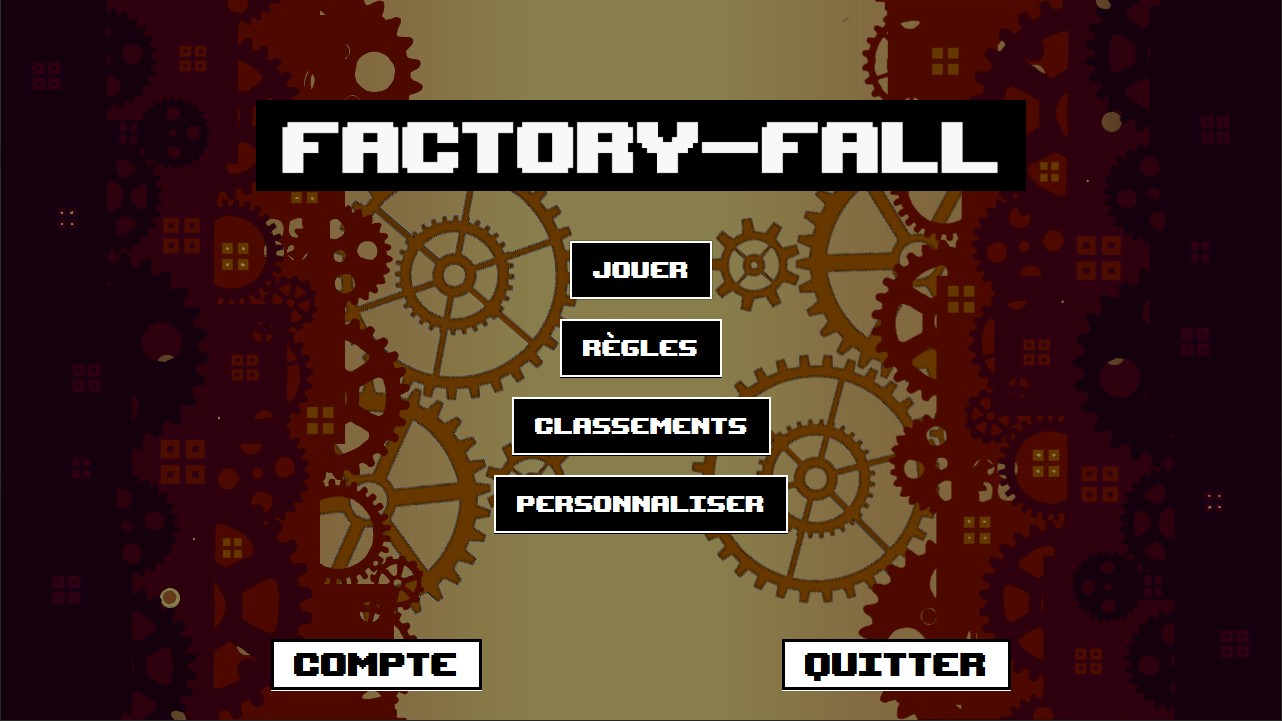 FACTORY-FALL
JOUER
RÈGLES
CLASSEMENTS
PERSONNALISER
COMPTE
QUITTER